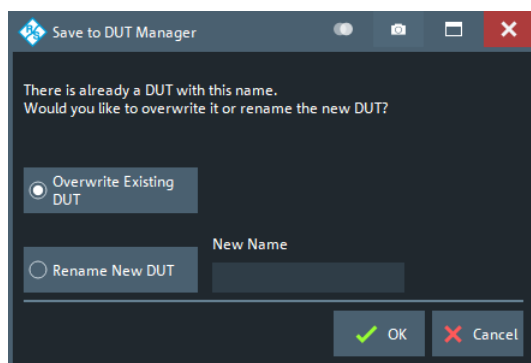 Save to DUT Manager
There is already a DUT with this name.
Would you like to overwrite it or rename the new DUT?
Overwrite Existing
DUT
New Name
Rename New DUT
OK
Cancel